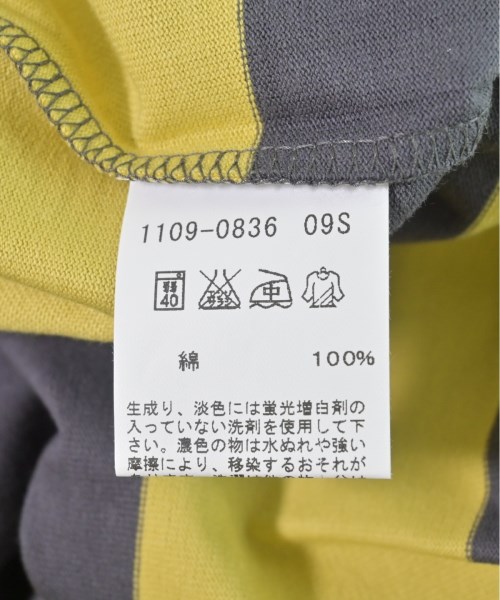 1109-0836 09S
弱
40
中
綿 100%
生成り、淡色には蛍光増白剤の
入っていない洗剤を使用して下
さい。濃色の物は水ぬれや強い
摩擦により、移染するおそれが